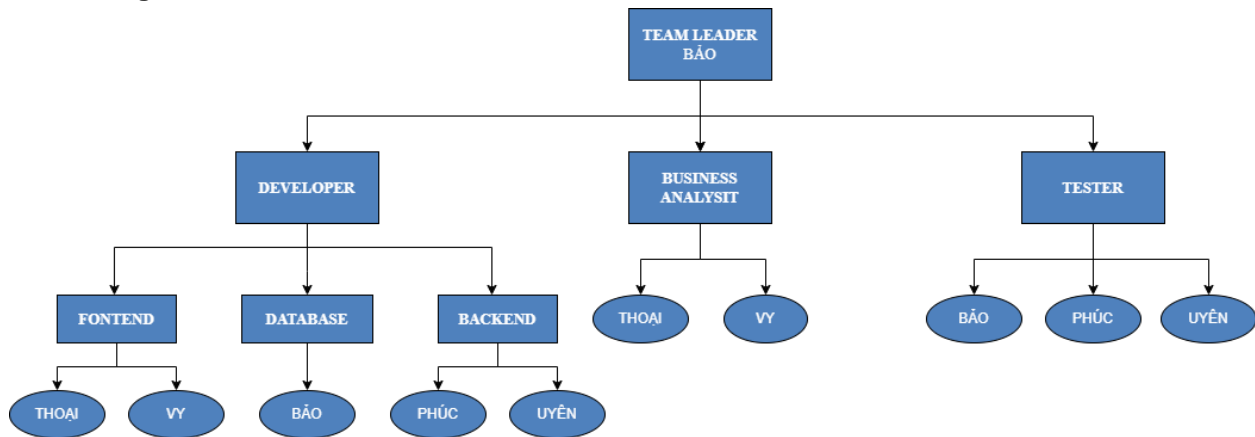 TEAM LEADER
BẢO
DEVELOPER
BUSINESS
ANALYSIT
TESTER
FONTEND
DATABASE
BACKEND
THOẠI
VY
BẢO
PHÚC
UYÊN
THOẠI
VY
BẢO
PHÚC
UYÊN